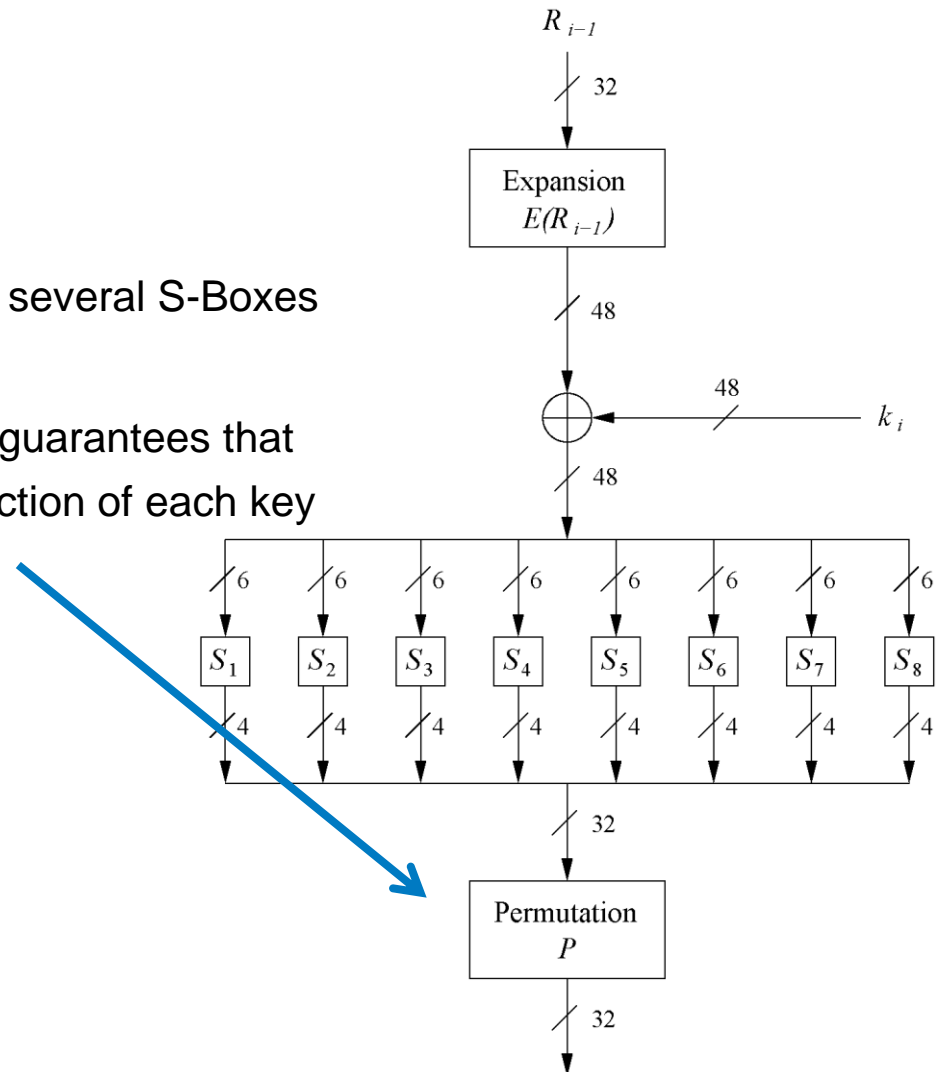 R i–1
32
Expansion
E(R i–1)
several S-Boxes
48
48
k i
guarantees that
48
ction of each key
6 6 6 6 6 6 6 6
S1 S2 S3 S4 S5 S6 S7 S8
4 4 4 4 4 4 4 4
32
Permutation
P
32